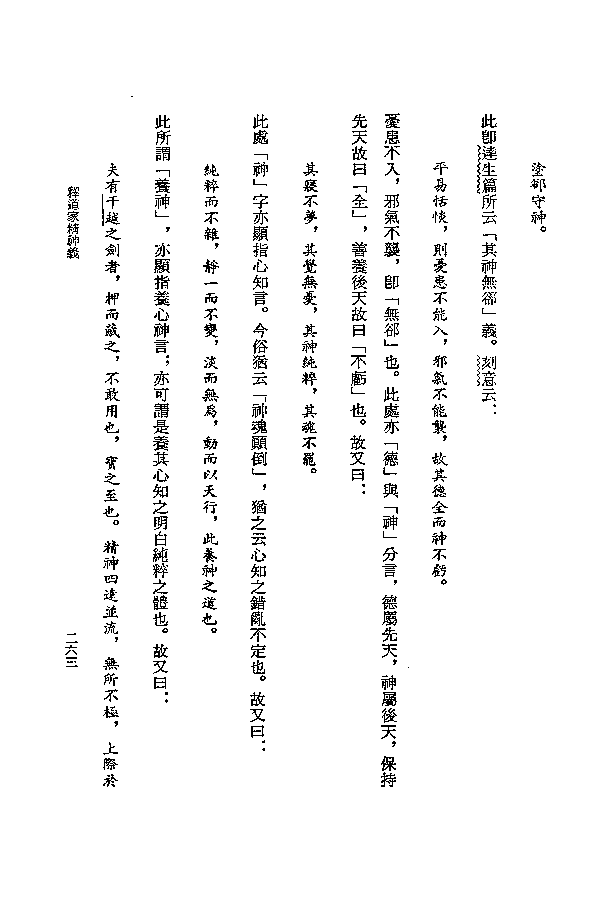 塗郤守神。
此卽達生篇所云「其神無郤」義。刻意云：
平易恬惔，則憂患不能入，邪氣不能襲，故其德全而神不虧。
憂患不入，邪氣不襲，卽「無郤」也。此處亦「德」與「神」分言，德屬先天，神屬後天，保持
先天故曰「全」，善養後天故曰「不虧」也。故又曰：
其寢不夢，其覺無憂，其神純粹，其魂不罷。
此處「神」字亦顯指心知言。今俗猶云「神魂顚倒」，猶之云心知之錯亂不定也。故又曰：
純粹而不雜，靜一而不變，淡而無爲，動而以天行，此養神之道也。
此所謂「養神」，亦顯指養心神言；亦可謂是養其心知之明白純粹之體也。故又曰：
夫有干越之劍者，柙而藏之，不敢用也，寶之至也。精神四達並流，無所不極，上際於
釋道家精神義
二六三